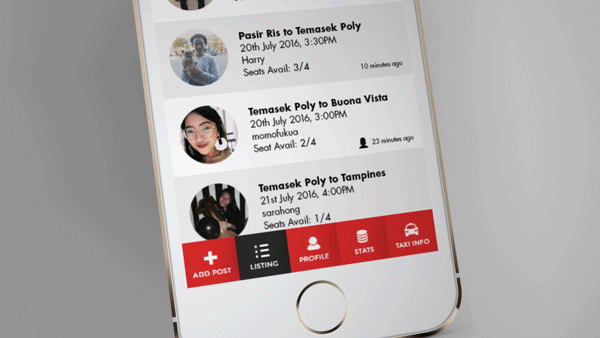 Pasir Ris to Temasek Poly
20th July 2016, 3:30PM
Harry
Seats Avail: 3/4
10 minutes ago
Temasek Poly to Buona Vista
20th July 2016, 3:00PM
momofukua
Seat Avail: 2/4
23 minutes ago
Temasek Poly to Tampines
21st July 2016, 4:00PM
sarahong
Seats Avail: 1/4
ADD POST
LISTING
PROFILE
STATS
TAXI INFO